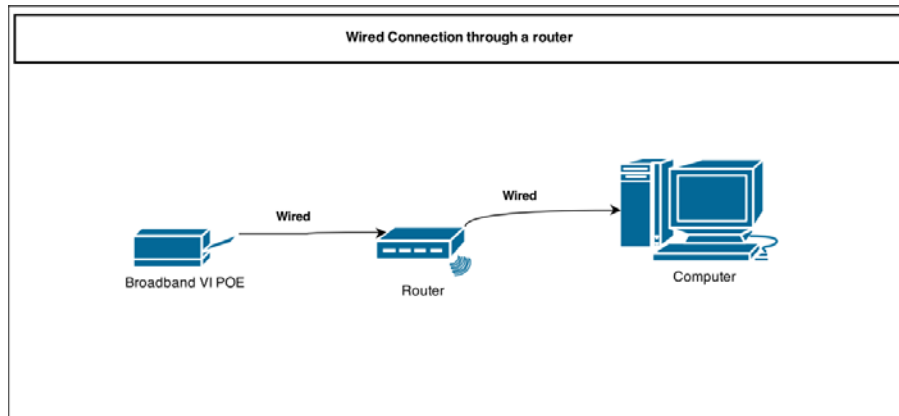 Wired Connection through a router
Wired
Wired
Broadband VI POE
Router
Computer